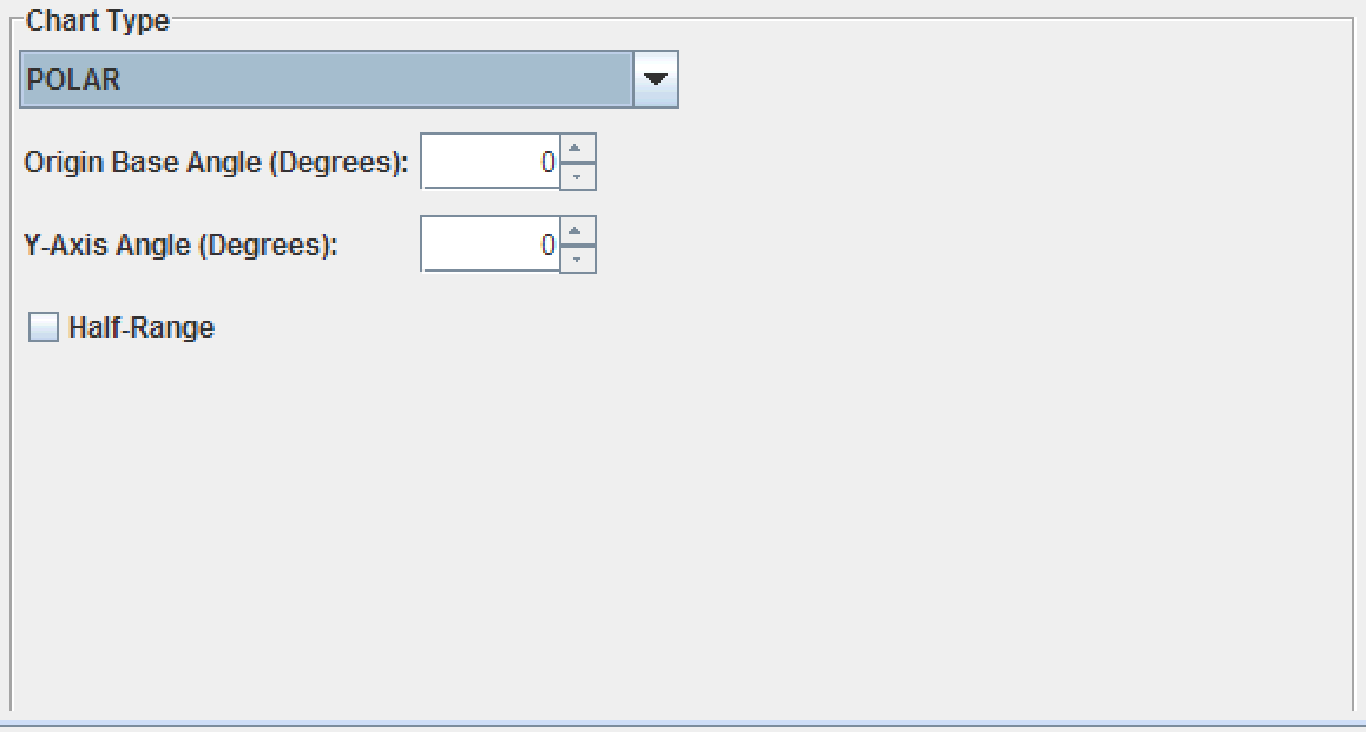 Chart Type
POLAR
Origin Base Angle (Degrees): 0
Y-Axis Angle (Degrees): 0
Half-Range